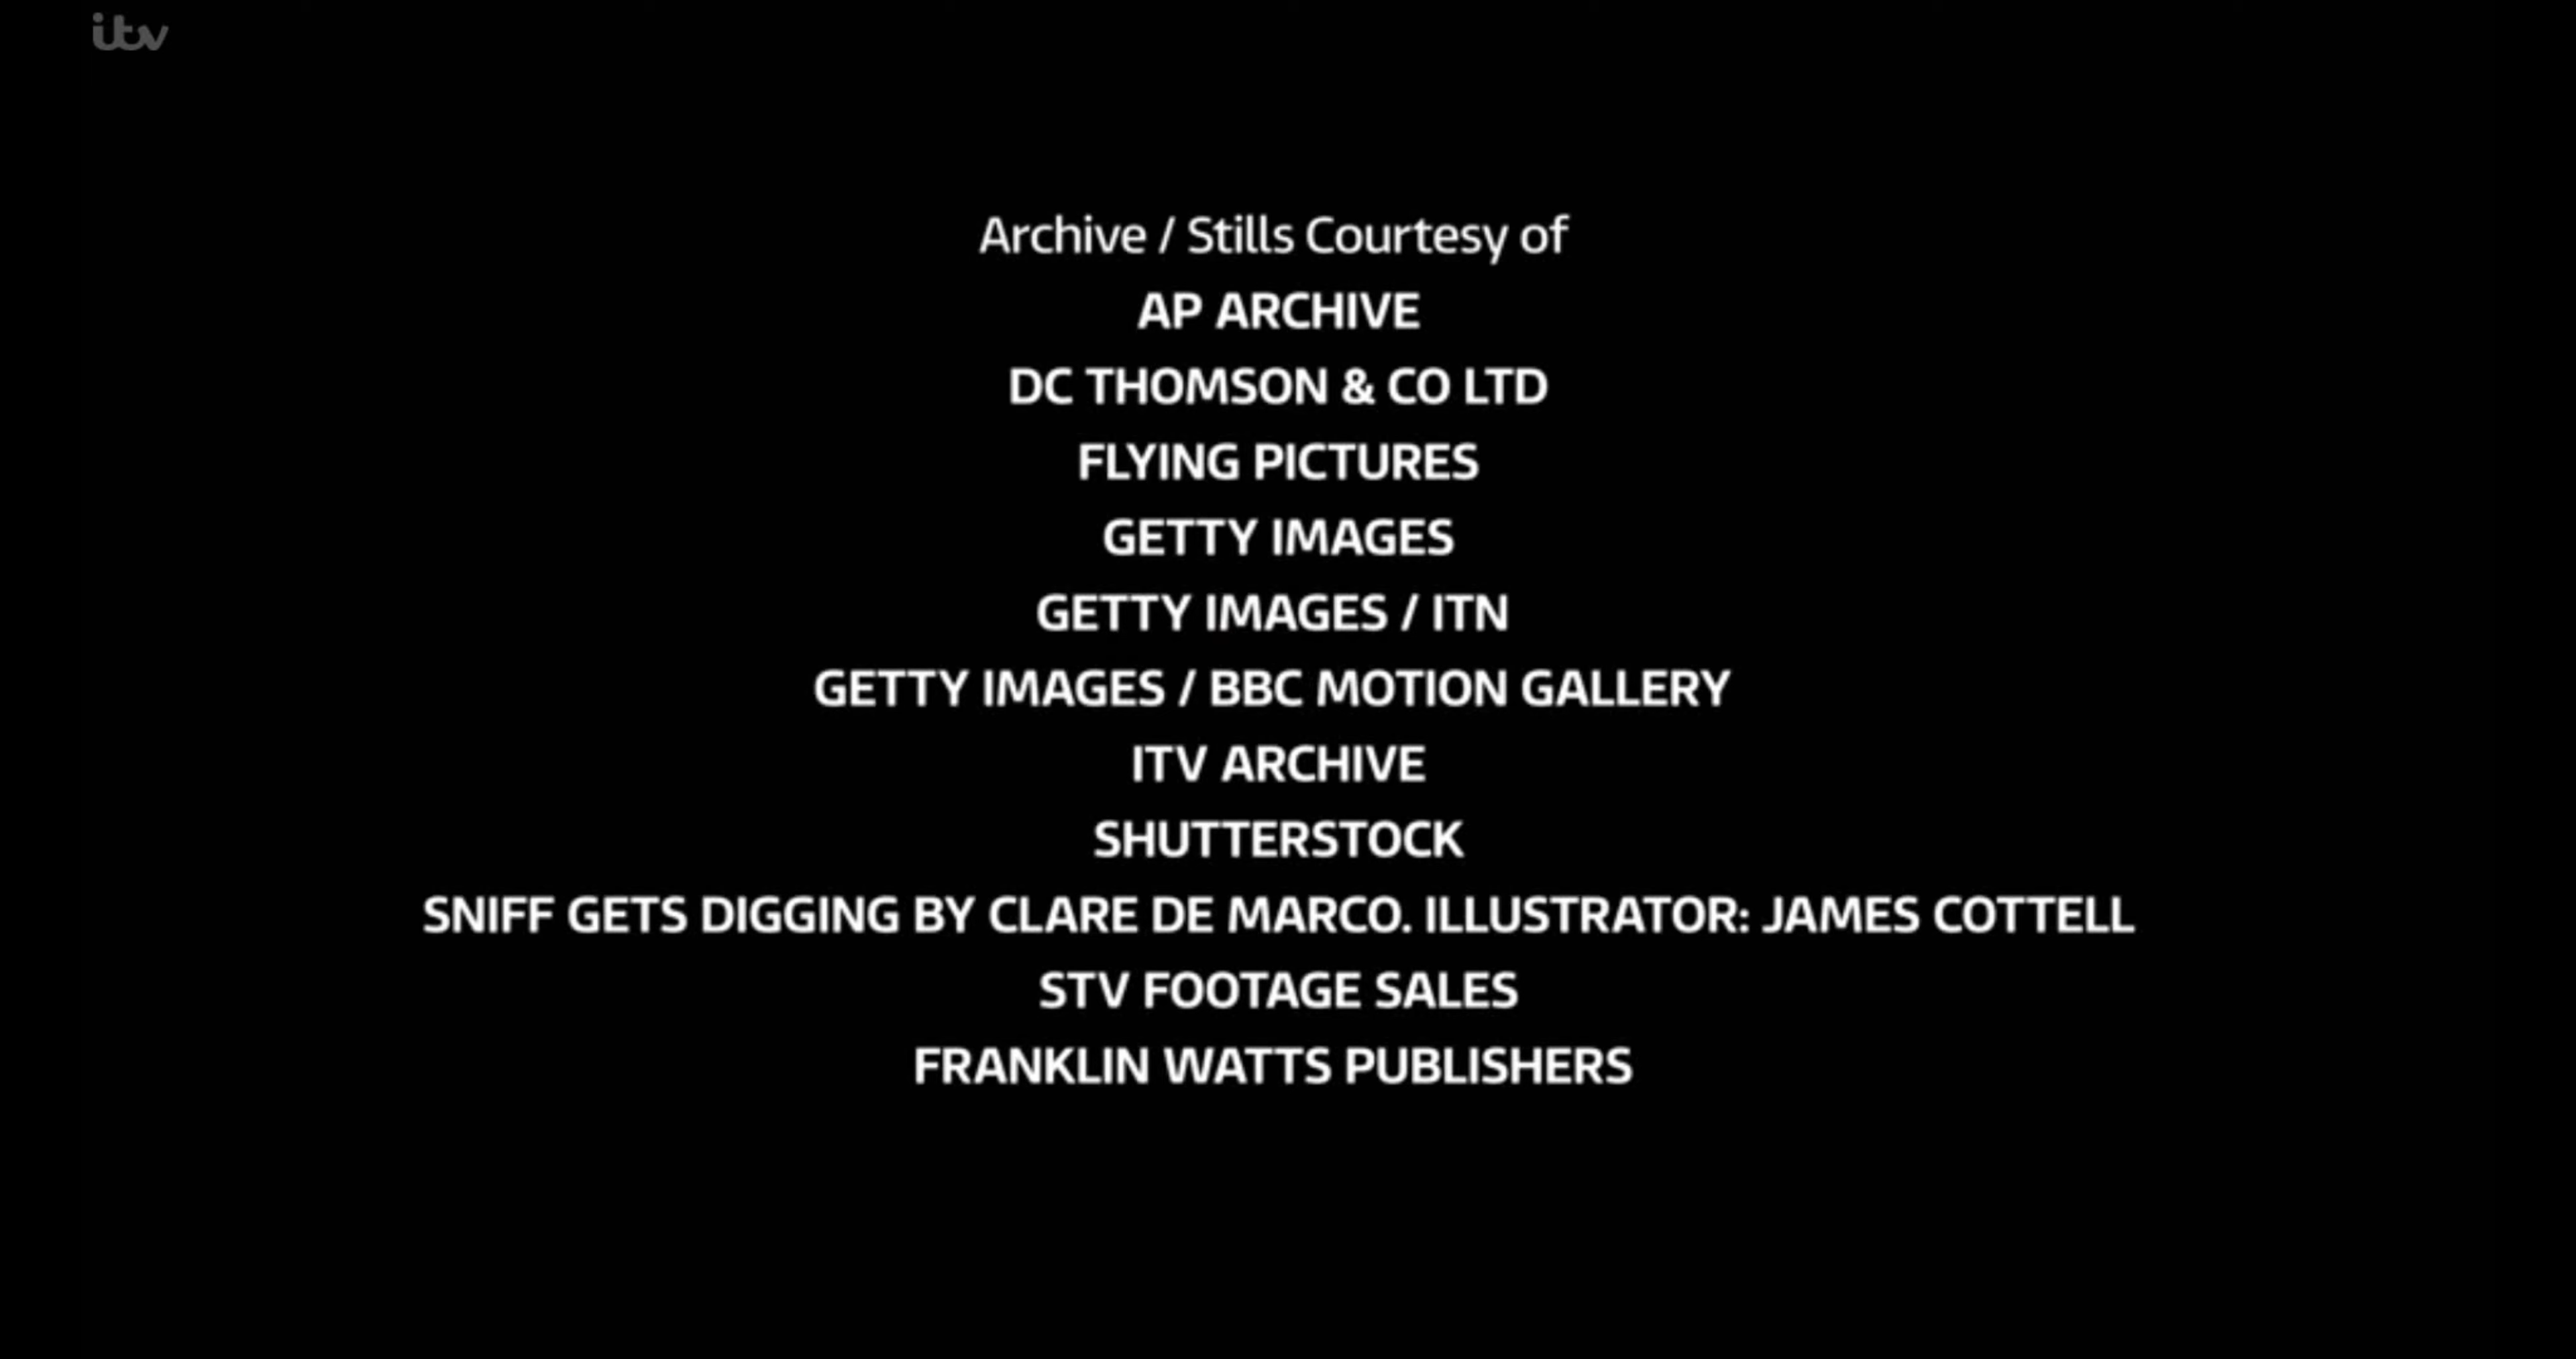 itv
Archive / Stills Courtesy of
AP ARCHIVE
DC THOMSON & CO LTD
FLYING PICTURES
GETTY IMAGES
GETTY IMAGES / ITN
GETTY IMAGES / BBC MOTION GALLERY
ITV ARCHIVE
SHUTTERSTOCK
SNIFF GETS DIGGING BY CLARE DE MARCO. ILLUSTRATOR: JAMES COTTELL
STV FOOTAGE SALES
FRANKLIN WATTS PUBLISHERS